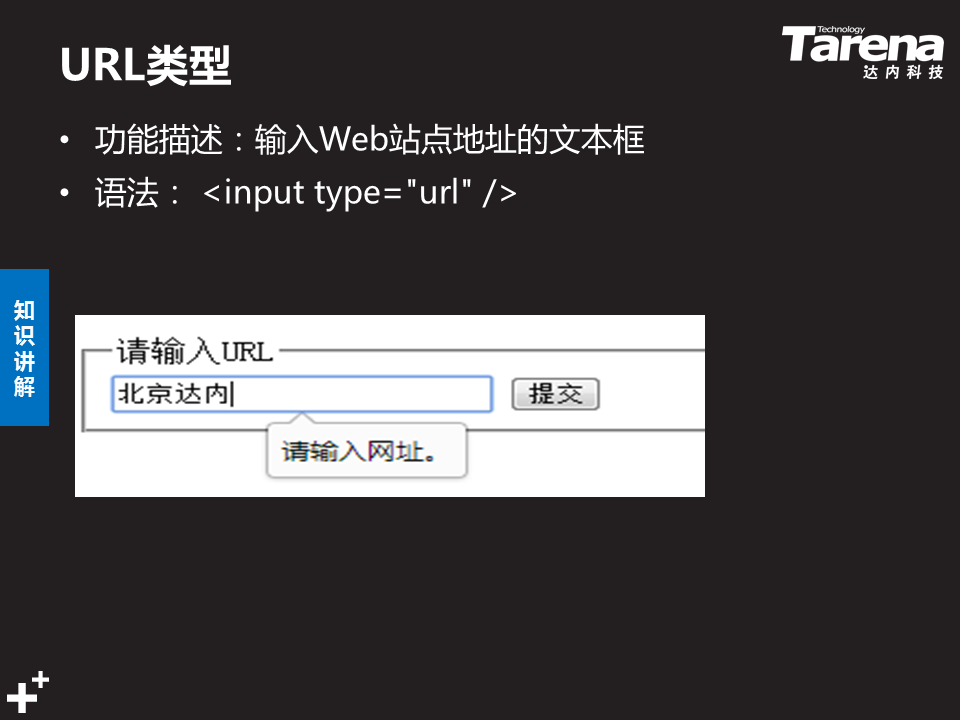 URL类型
Technology
Tarena
达内科技
• 功能描述：输入Web站点地址的文本框
• 语法： <input type="url" />
知识讲解
请输入URL
北京达内
提交
请输入网址。